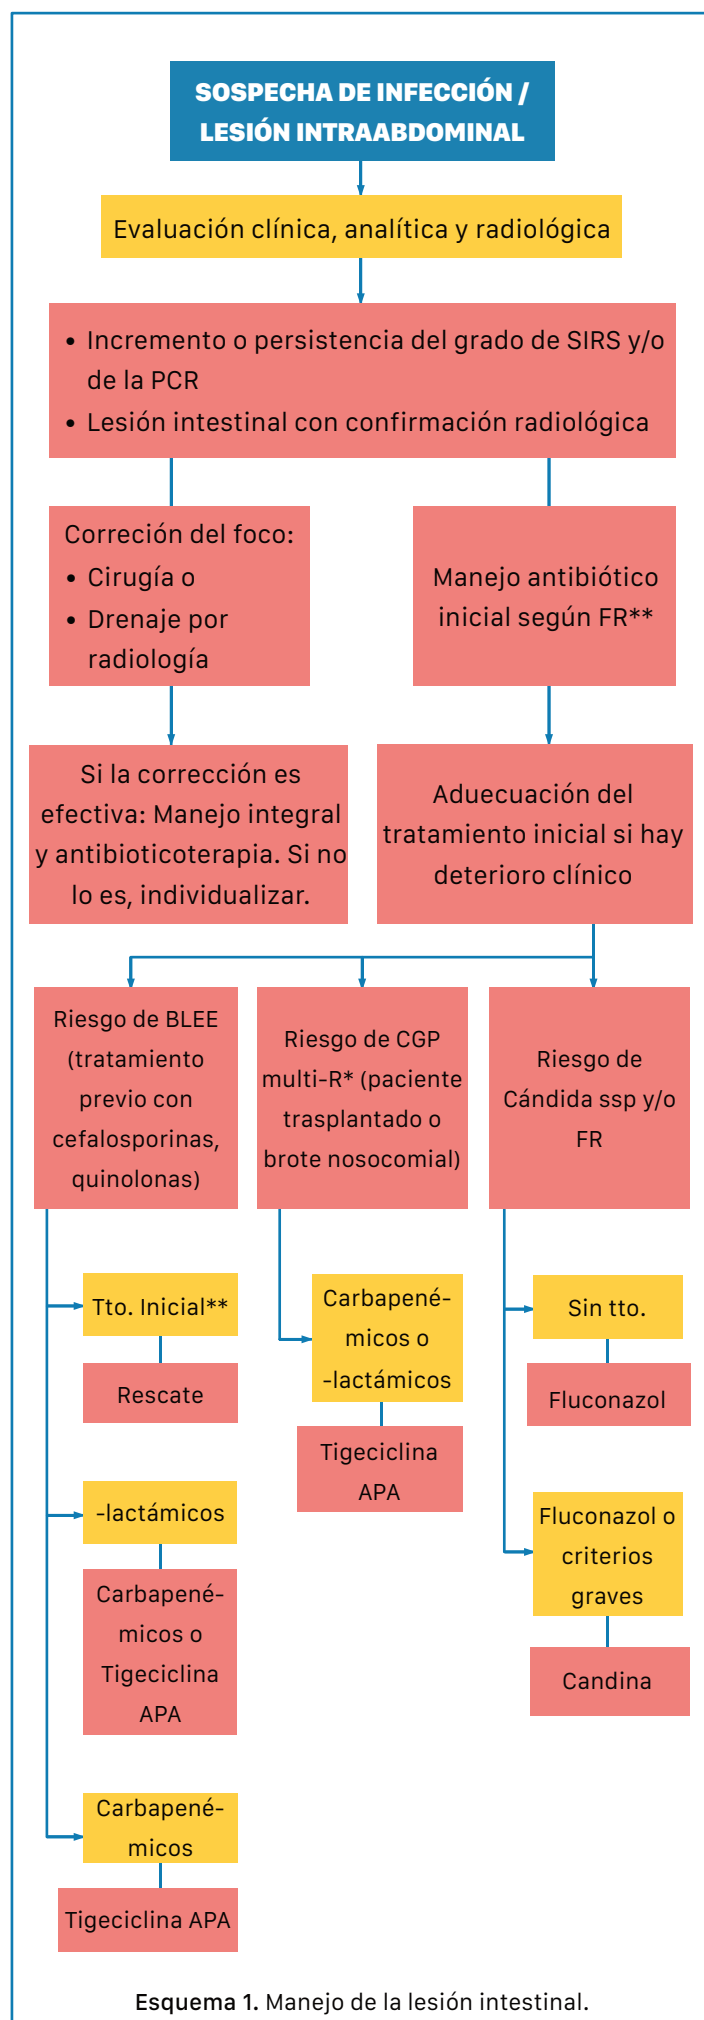 SOSPECHA DE INFECCIÓN /
LESIÓN INTRAABDOMINAL
Evaluación clínica, analítica y radiológica
• Incremento o persistencia del grado de SIRS y/o
de la PCR
• Lesión intestinal con confirmación radiológica
Correción del foco:
• Cirugía o
• Drenaje por
radiología
Manejo antibiótico
inicial según FR**
Si la corrección es
efectiva: Manejo integral
y antibioticoterapia. Si no
lo es, individualizar.
Aduecuación del
tratamiento inicial si hay
deterioro clínico
Riesgo de BLEE
(tratamiento
previo con
cefalosporinas,
quinolonas)
Riesgo de CGP
multi-R* (paciente
trasplantado o
brote nosocomial)
Riesgo de
Cándida ssp y/o
FR
Tto. Inicial**
Rescate
-lactámicos
Carbapené-
micos o
Tigeciclina
APA
Carbapené-
micos
Tigeciclina APA
Carbapené-
micos o
-lactámicos
Tigeciclina
APA
Sin tto.
Fluconazol
Fluconazol o
criterios
graves
Candina
Esquema 1. Manejo de la lesión intestinal.